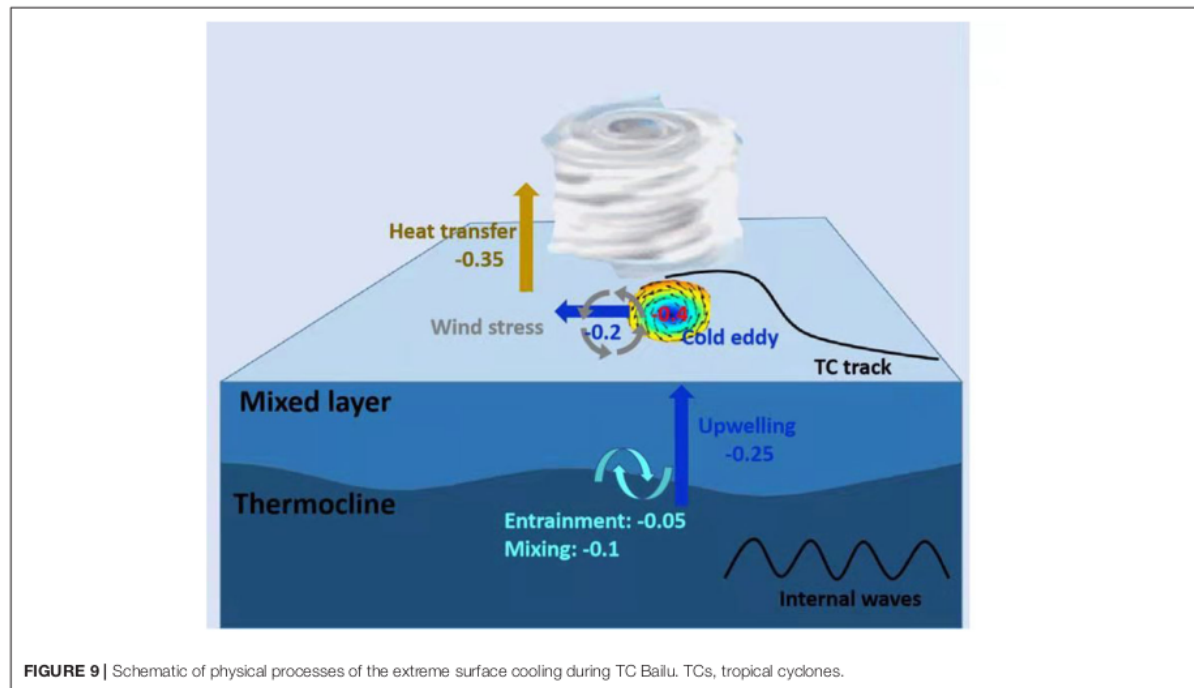 Heat transfer
-0.35
Wind stress
-0.2
-0.4
Cold eddy
TC track
Mixed layer
Upwelling
-0.25
Thermocline
Entrainment: -0.05
Mixing: -0.1
Internal waves
FIGURE 9 | Schematic of physical processes of the extreme surface cooling during TC Bailu. TCs, tropical cyclones.